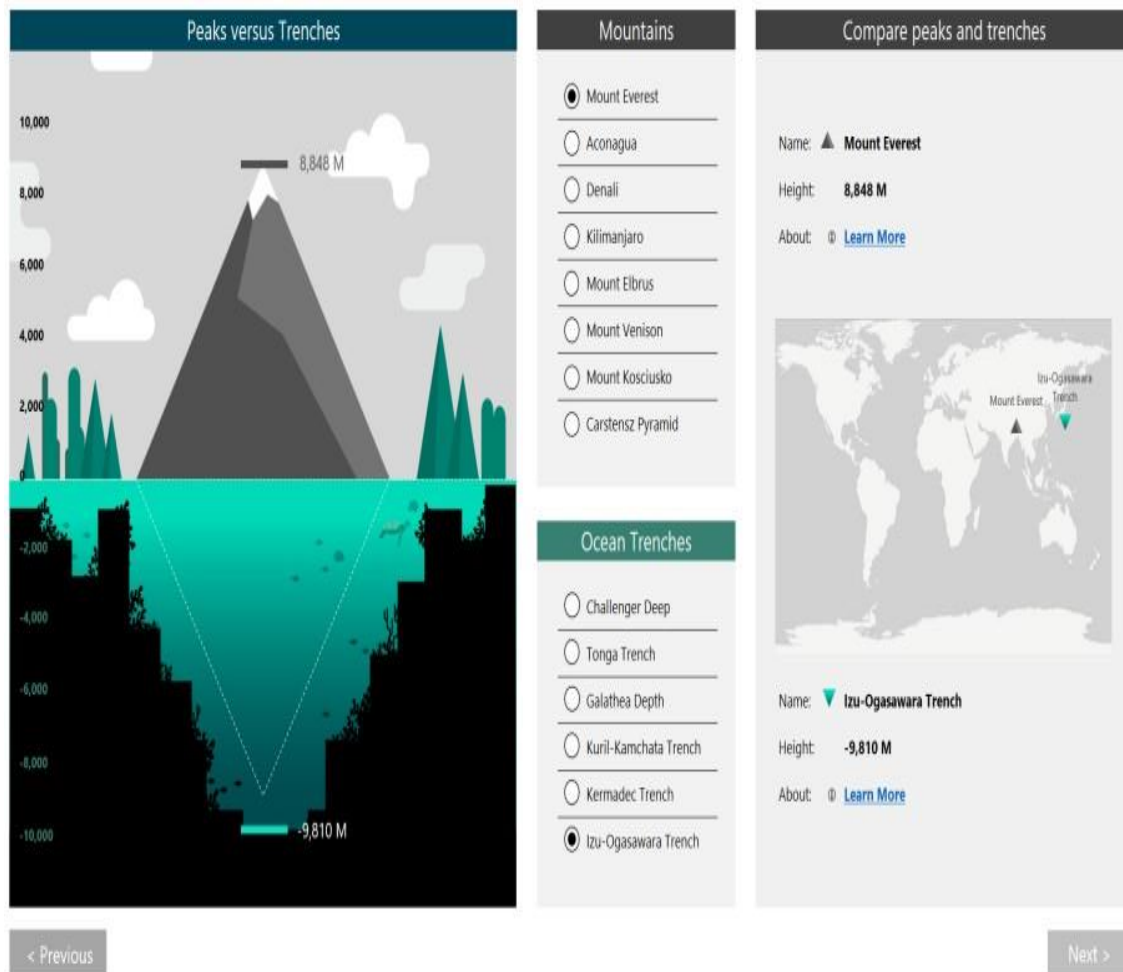 Peaks versus Trenches
10,000
8,848 M
8,000
6,000
4,000
2,000
0
-2,000
-4,000
-6,000
-8,000
-10,000
-9,810 M
Mountains
Mount Everest
Aconagua
Denali
Kilimanjaro
Mount Elbrus
Mount Venison
Mount Kosciusko
Carstensz Pyramid
Ocean Trenches
Challenger Deep
Tonga Trench
Galathea Depth
Kuril-Kamchata Trench
Kermadec Trench
Izu-Ogasawara Trench
Compare peaks and trenches
Name: Mount Everest
Height: 8,848 M
About: Learn More
Izu-Ogasawara
Trench
Mount Everest
Name: Izu-Ogasawara Trench
Height: -9,810 M
About: Learn More
< Previous
Next >